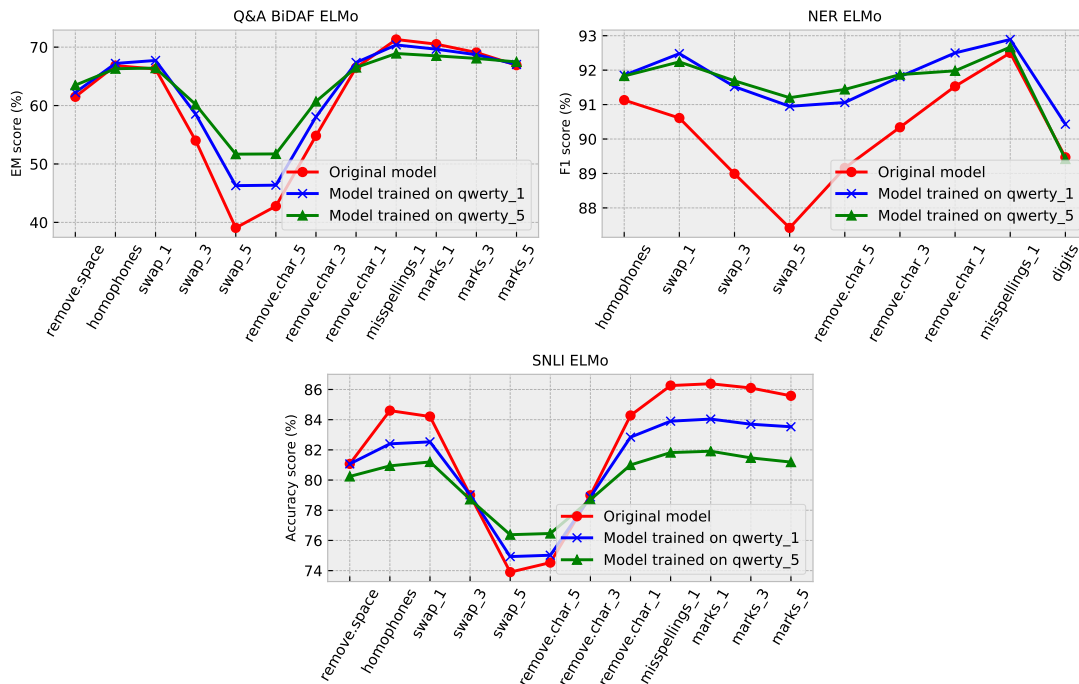 Q&A BiDAF ELMo
EM score (%)
70
60
50
40
Original model
Model trained on qwerty_1
Model trained on qwerty_5
remove.space
homophones
swap_1
swap_3
swap_5
remove.char_5
remove.char_3
remove.char_1
misspellings_1
marks_1
marks_3
marks_5
NER ELMo
F1 score (%)
93
92
91
90
89
88
Original model
Model trained on qwerty_1
Model trained on qwerty_5
homophones
swap_1
swap_3
swap_5
remove.char_5
remove.char_3
remove.char_1
misspellings_1
digits
SNLI ELMo
Accuracy score (%)
86
84
82
80
78
76
74
Original model
Model trained on qwerty_1
Model trained on qwerty_5
remove.space
homophones
swap_1
swap_3
swap_5
remove.char_5
remove.char_3
remove.char_1
misspellings_1
marks_1
marks_3
marks_5